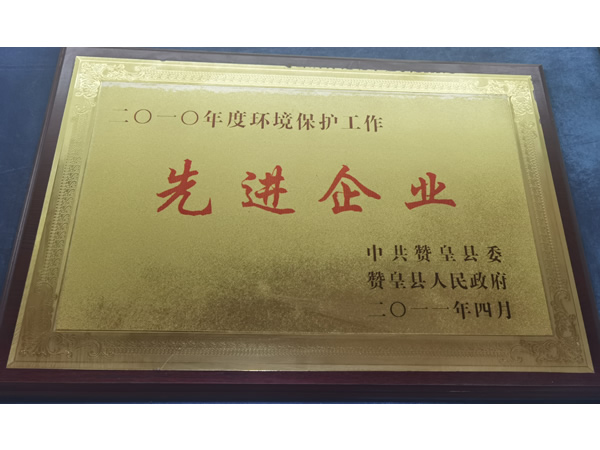 二〇一〇年度环境保护工作
先进企业
中共赞皇县委
赞皇县人民政府
二〇一一年四月